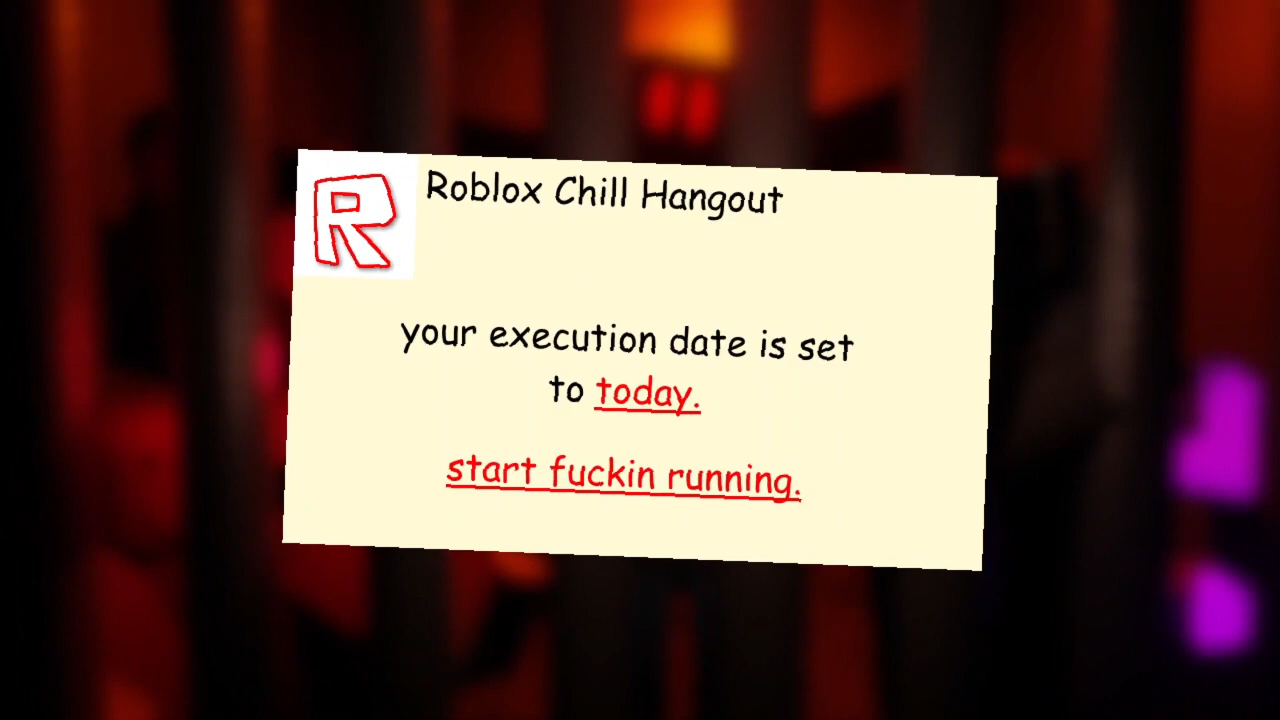 R
Roblox Chill Hangout
your execution date is set
to today.
start fuckin running.